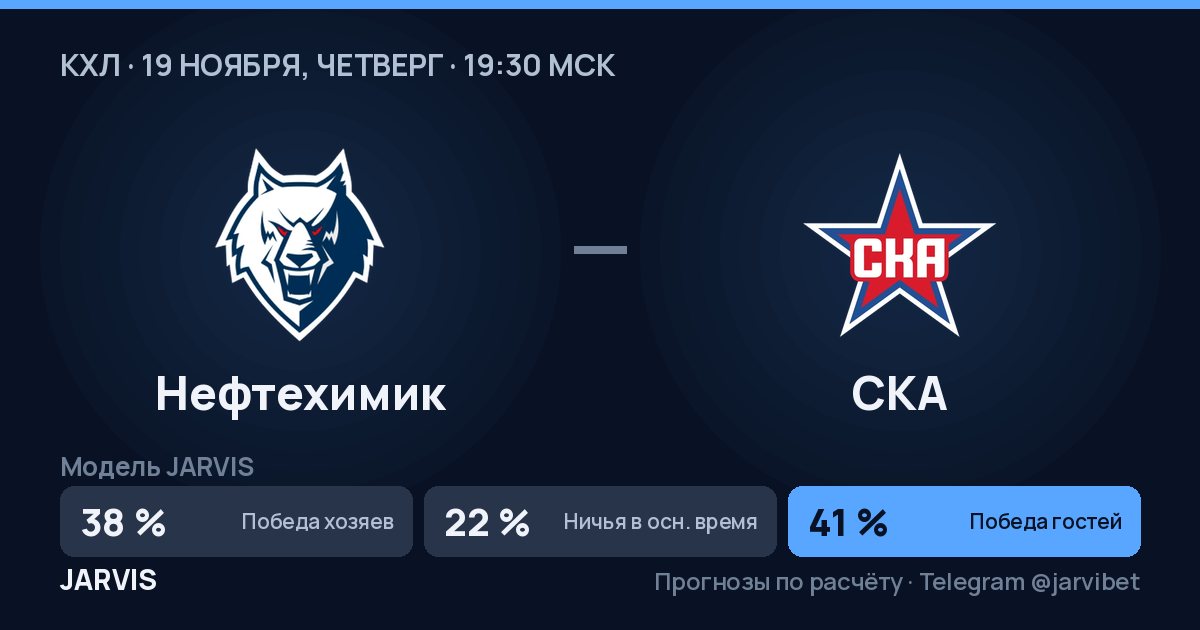 КХЛ · 19 НОЯБРЯ, ЧЕТВЕРГ · 19:30 МСК
СКА
Нефтехимик — СКА
Модель JARVIS
38 % Победа хозяев 22 % Ничья в осн. время 41 % Победа гостей
JARVIS Прогнозы по расчёту · Telegram @jarvibet